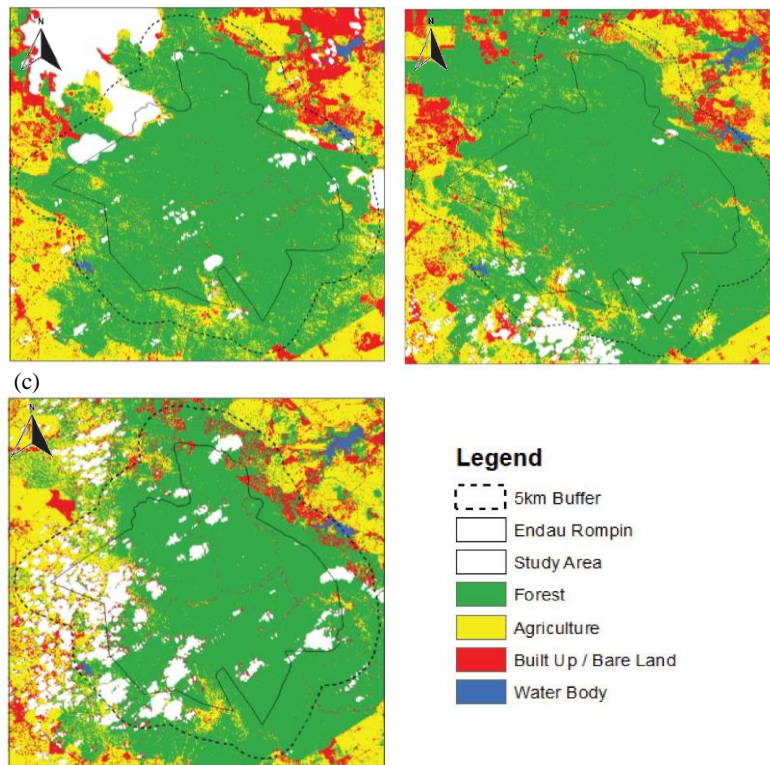 N
N
(c)
N
Legend
5km Buffer
Endau Rompin
Study Area
Forest
Agriculture
Built Up / Bare Land
Water Body